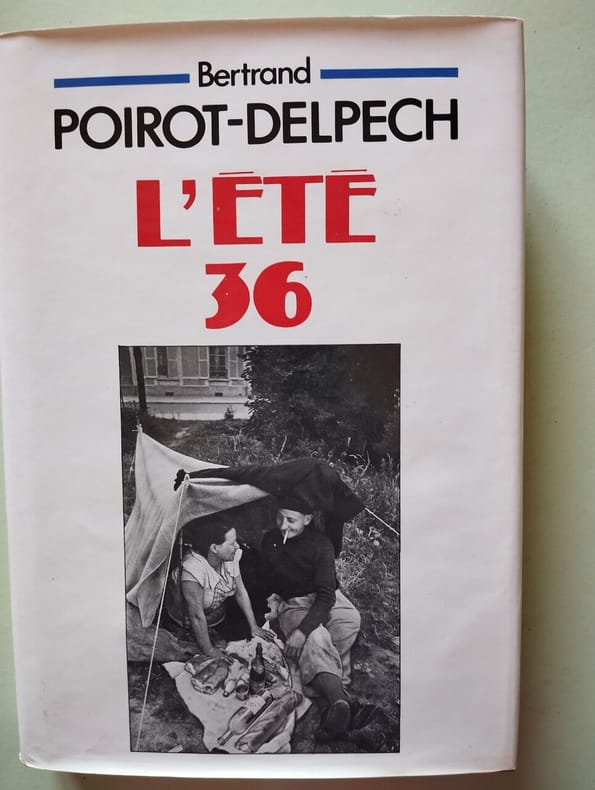 Bertrand
POIROT-DELPECH
L'ÉTÉ
36